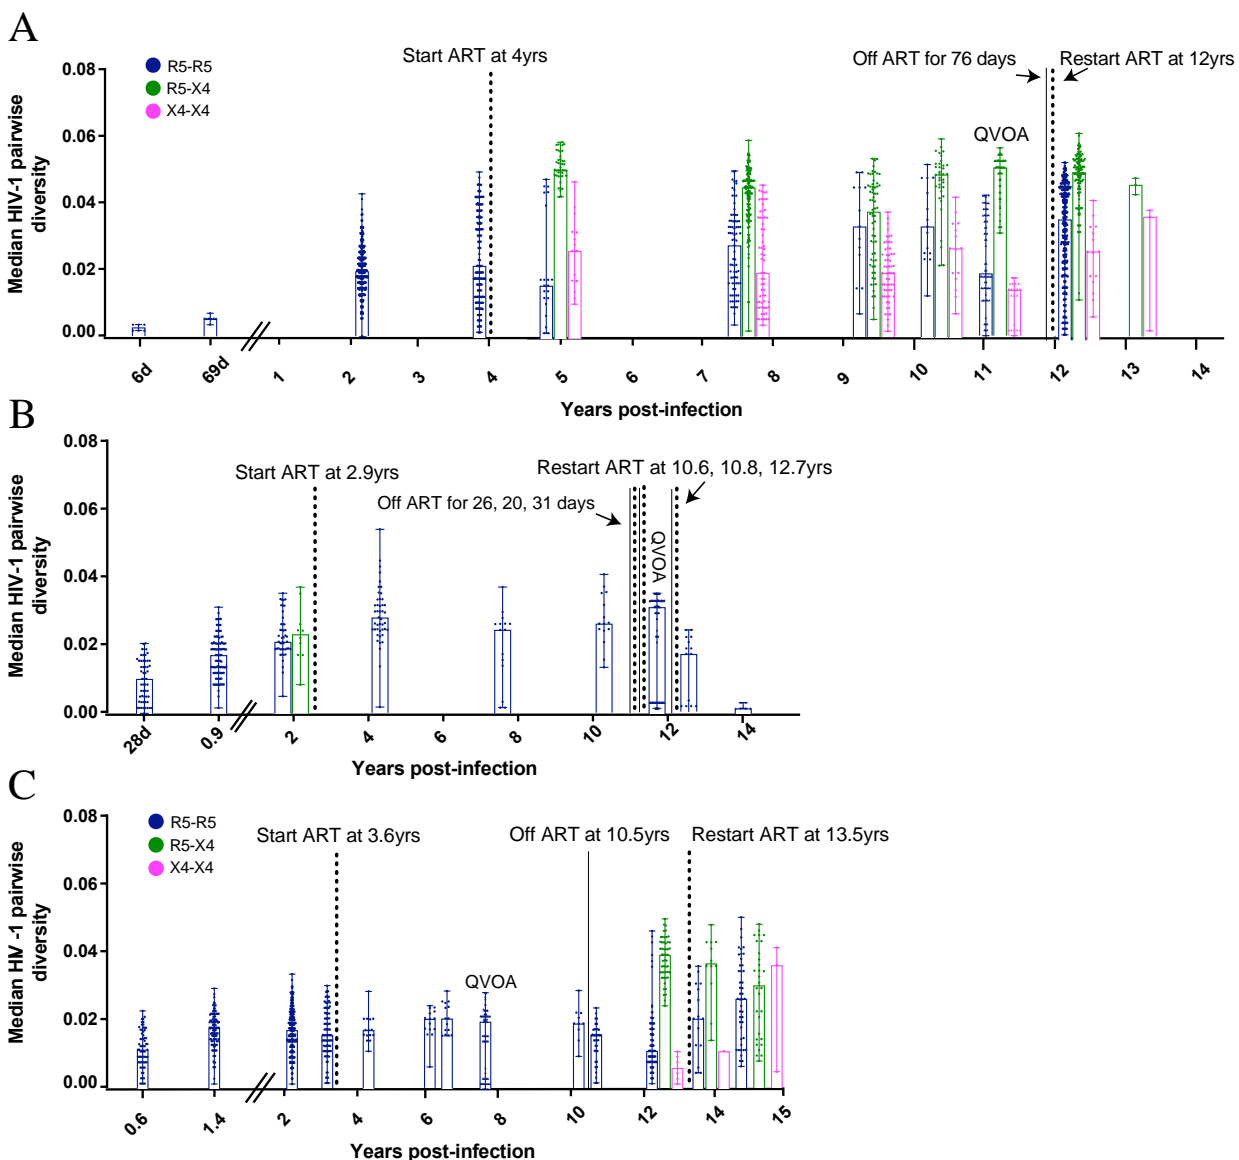 A
Start ART at 4yrs
Off ART for 76 days
Restart ART at 12yrs
R5-R5
R5-X4
X4-X4
QVOA
Median HIV-1 pairwise
diversity
0.08
0.06
0.04
0.02
0.00
6d 69d 1 2 3 4 5 6 7 8 9 10 11 12 13 14
Years post-infection
B
Start ART at 2.9yrs
Restart ART at 10.6, 10.8, 12.7yrs
Off ART for 26, 20, 31 days
QVOA
Median HIV-1 pairwise
diversity
0.08
0.06
0.04
0.02
0.00
28d 0.9 2 4 6 8 10 12 14
Years post-infection
C
R5-R5
R5-X4
X4-X4
Start ART at 3.6yrs
Off ART at 10.5yrs
Restart ART at 13.5yrs
QVOA
Median HIV -1 pairwise
diversity
0.08
0.06
0.04
0.02
0.00
0.6 1.4 2 4 6 8 10 12 14 15
Years post-infection